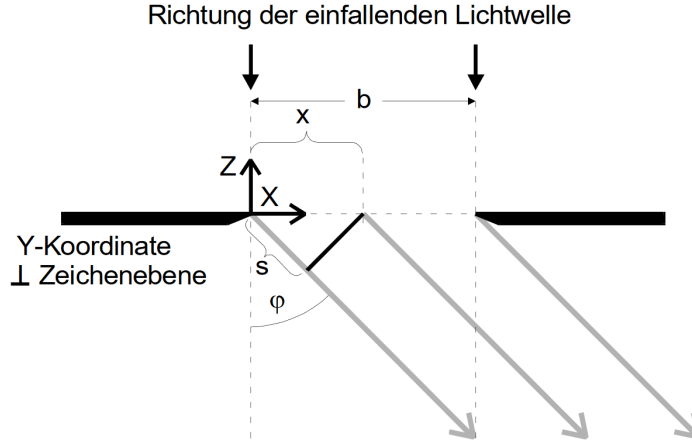 Richtung der einfallenden Lichtwelle
b
x
Z
X
Y-Koordinate
⊥ Zeichenebene
s
φ